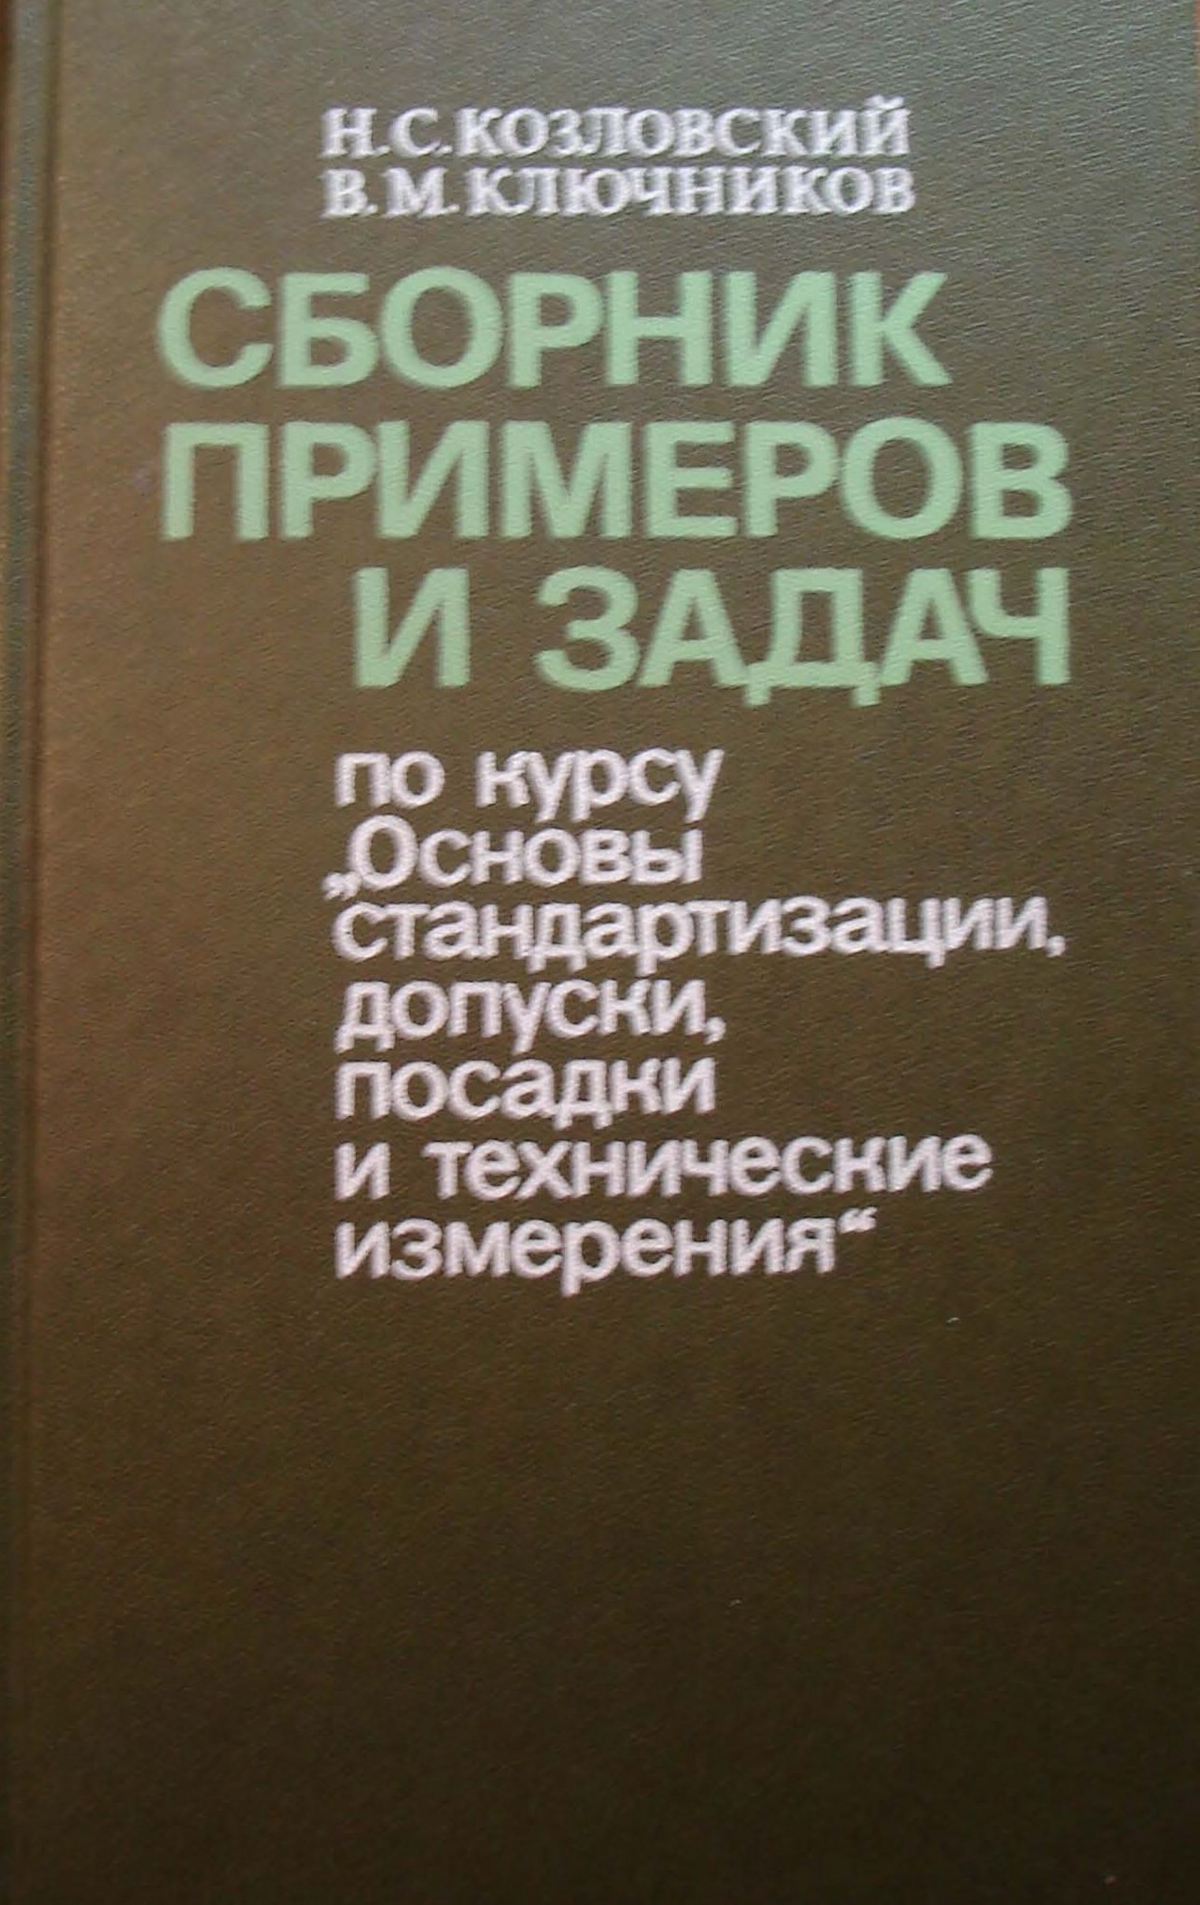 Н.С.КОЗЛОВСКИЙ
В.М.КЛЮЧНИКОВ
СБОРНИК
ПРИМЕРОВ
И ЗАДАЧ
по курсу
„Основы
стандартизации,
допуски,
посадки
и технические
измерения“